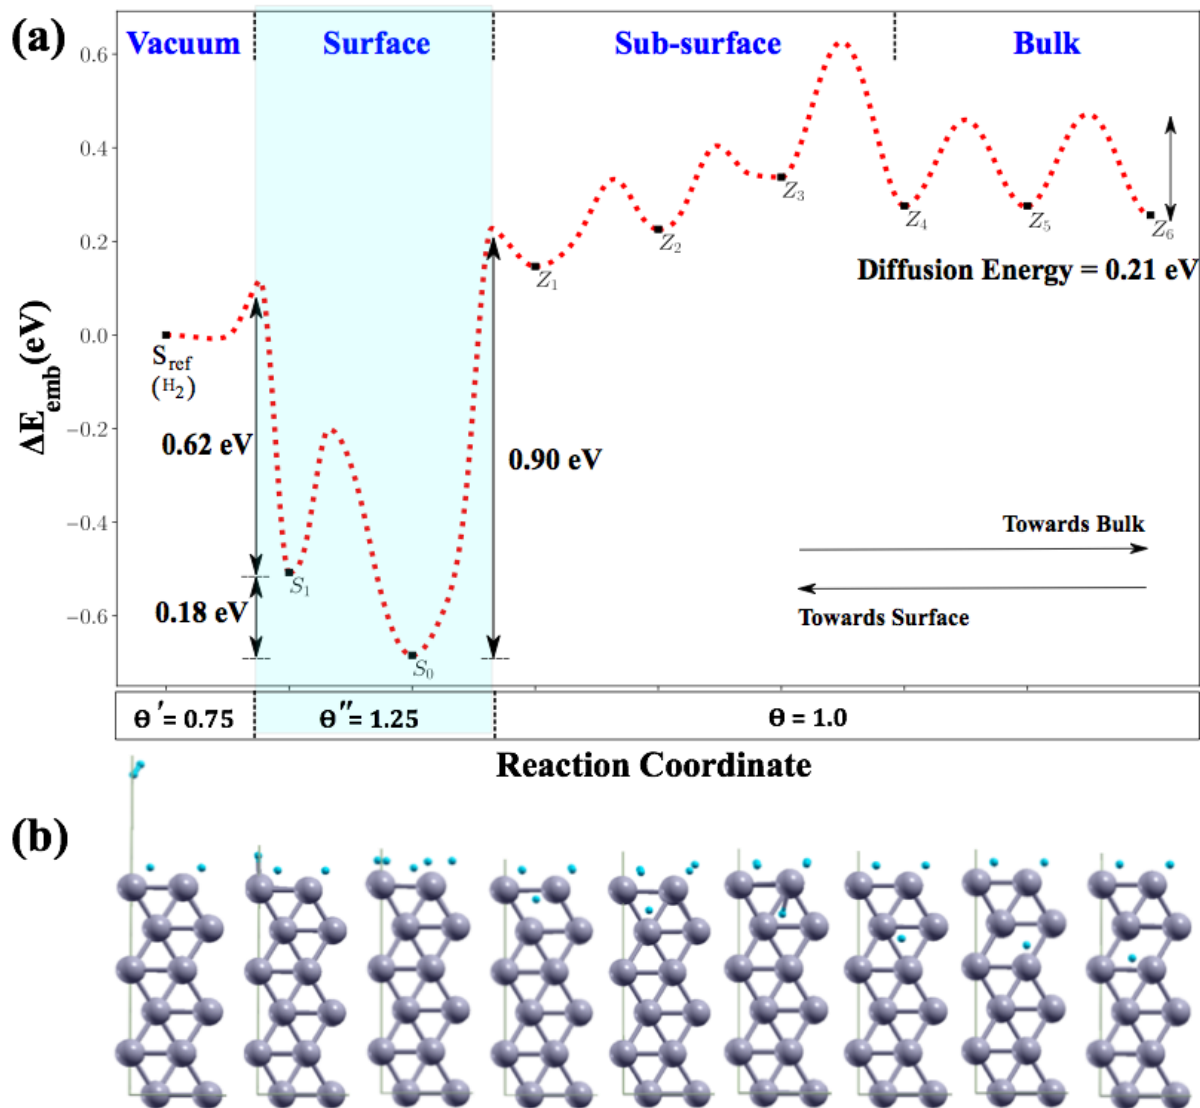 (a)
Vacuum Surface Sub-surface Bulk
0.6
0.4
0.2
0.0
−0.2
−0.4
−0.6
ΔE_emb(eV)
S_ref
(H₂)
S₁
S₀
Z₁
Z₂
Z₃
Z₄
Z₅
Z₆
0.62 eV
0.18 eV
0.90 eV
Diffusion Energy = 0.21 eV
Towards Bulk
Towards Surface
Ө′= 0.75 Ө″= 1.25 Ө = 1.0
Reaction Coordinate
(b)